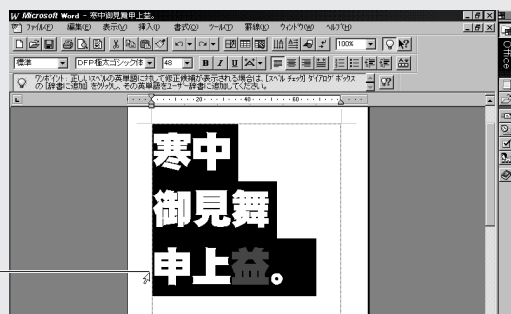 Microsoft Word - 寒中御見舞申上益。
ファイル(F) 編集(E) 表示(V) 挿入(I) 書式(O) ツール(T) 罫線(A) ウィンドウ(W) ヘルプ(H)
100%
標準 DFP極太ゴシック体 48 B I U A
ワンポイント: 正しいスペルの英単語に対して修正候補が表示される場合は、[スペル チェック] ダイアログ ボックス
の [辞書に追加] をクリックし、その英単語をユーザー辞書に追加してください。
20 40 60
Office
寒中
御見舞
申上益。